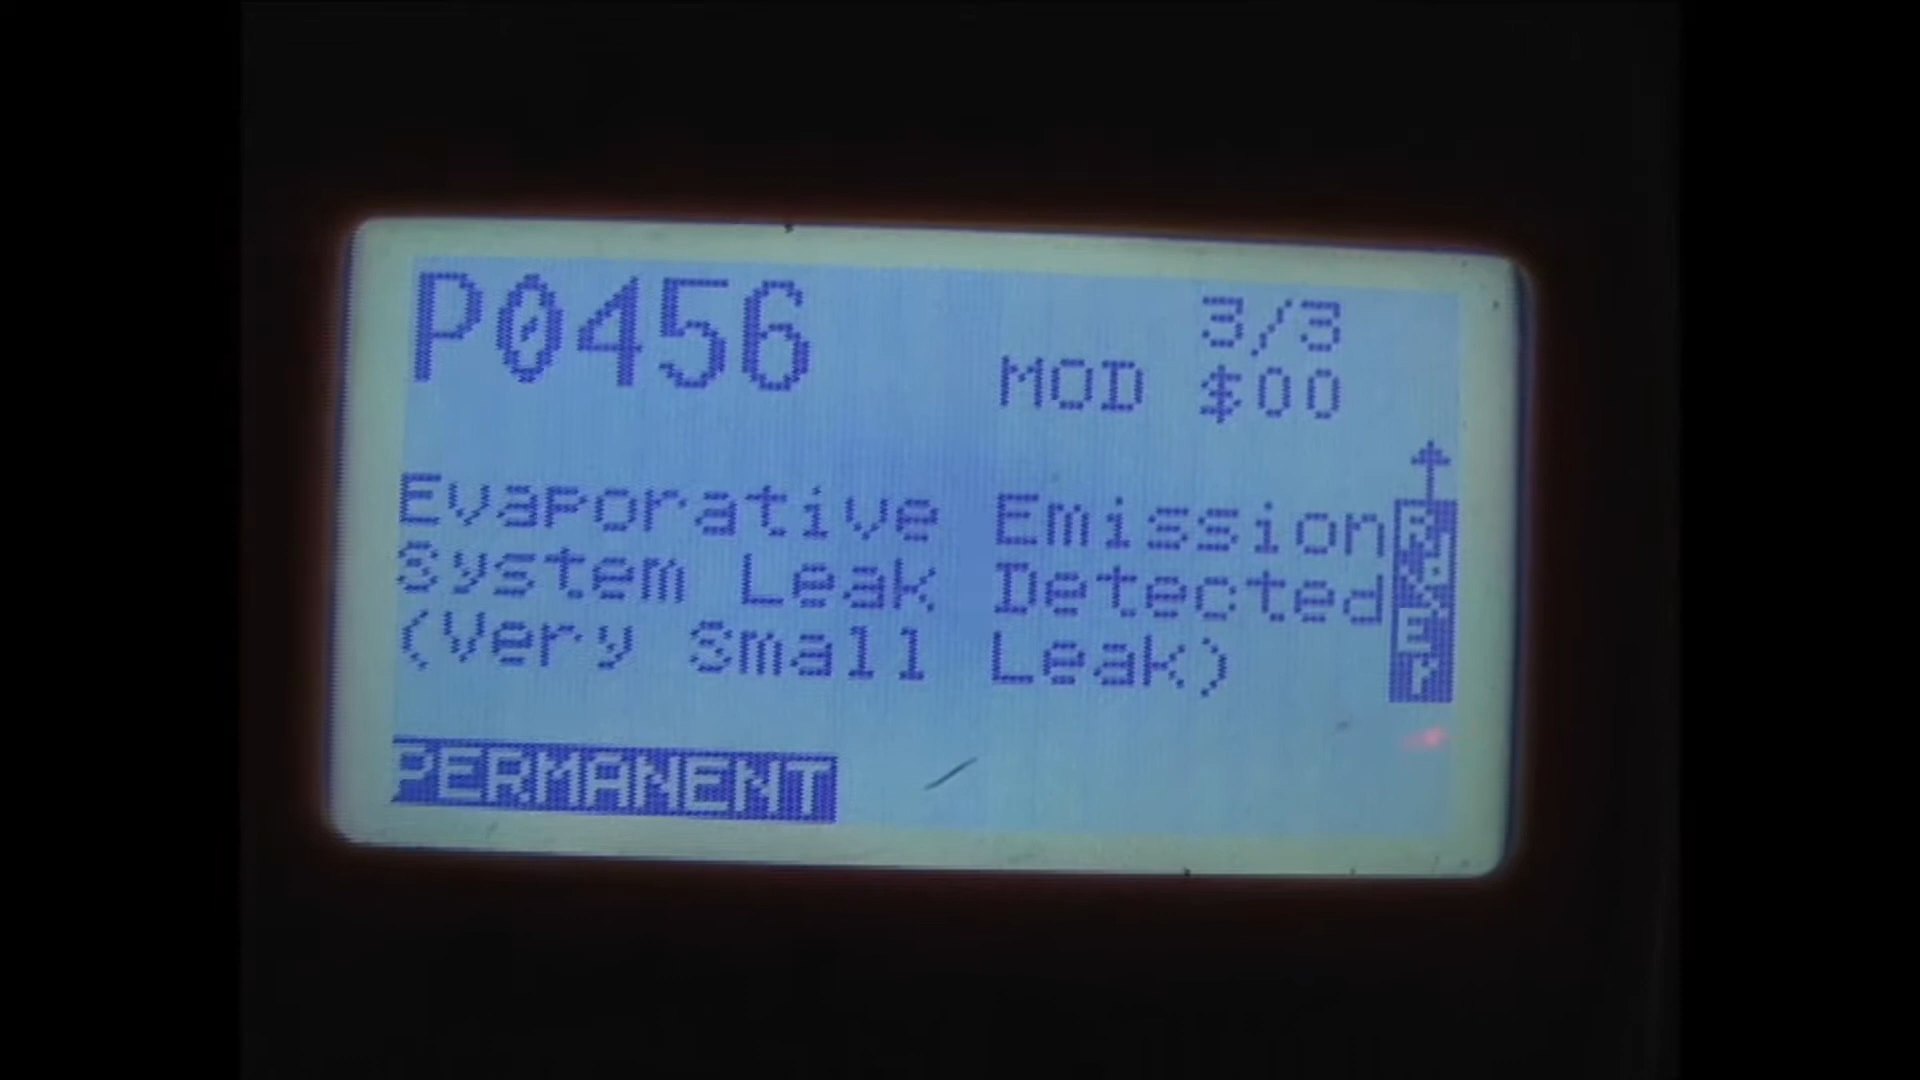 P0456
3/3
MOD $00
Evaporative Emission
System Leak Detected
(Very Small Leak)
PERMANENT